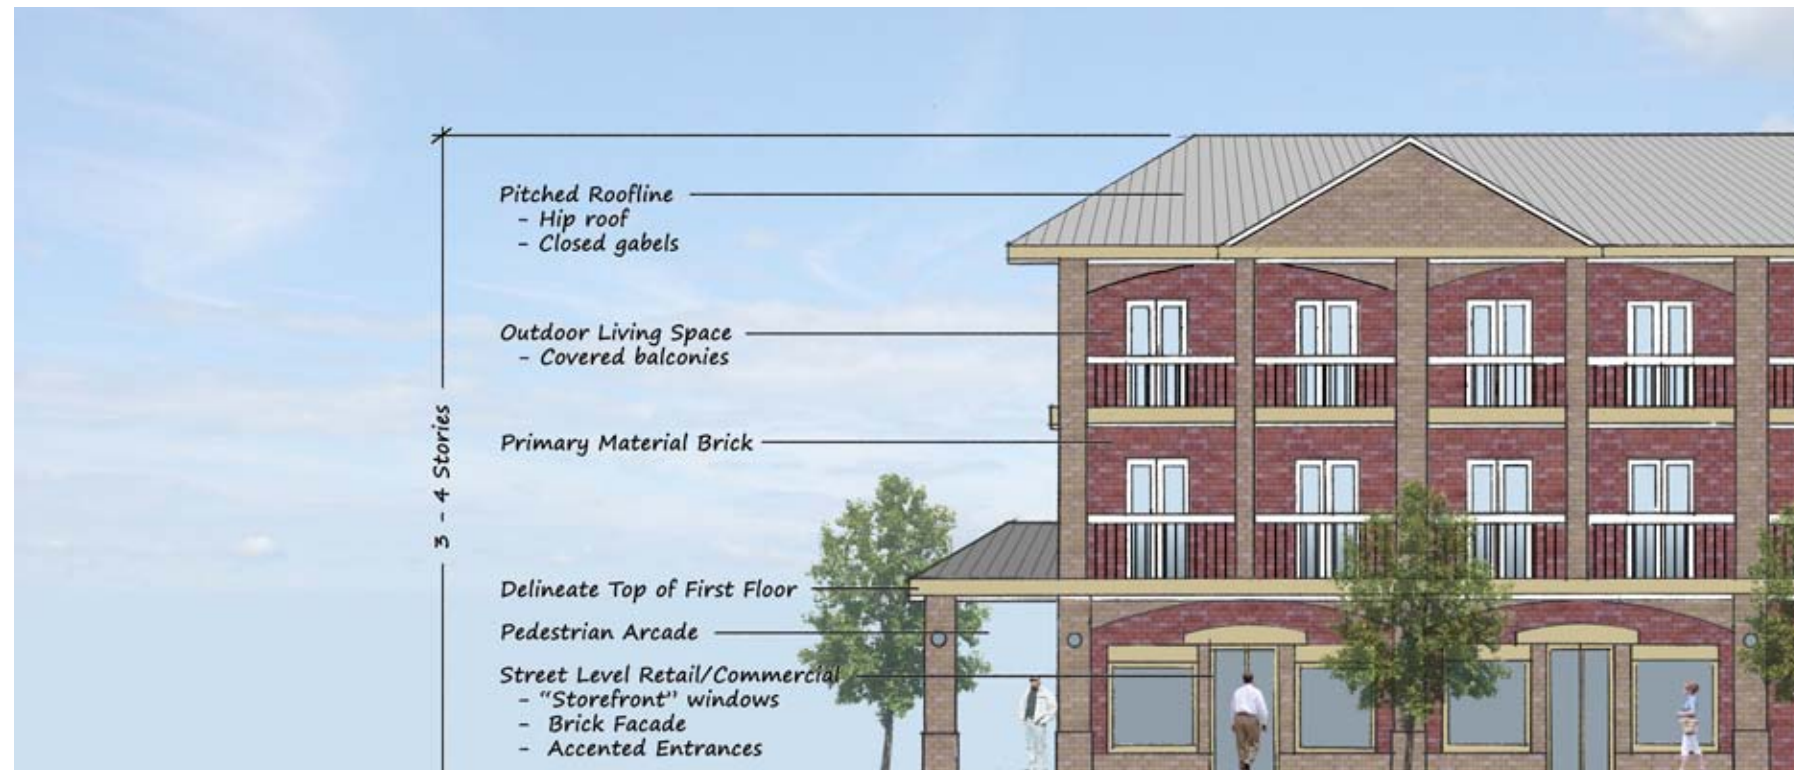 Pitched Roofline
- Hip roof
- Closed gabels
Outdoor Living Space
- Covered balconies
Primary Material Brick
3 - 4 Stories
Delineate Top of First Floor
Pedestrian Arcade
Street Level Retail/Commercial
- “Storefront” windows
- Brick Facade
- Accented Entrances